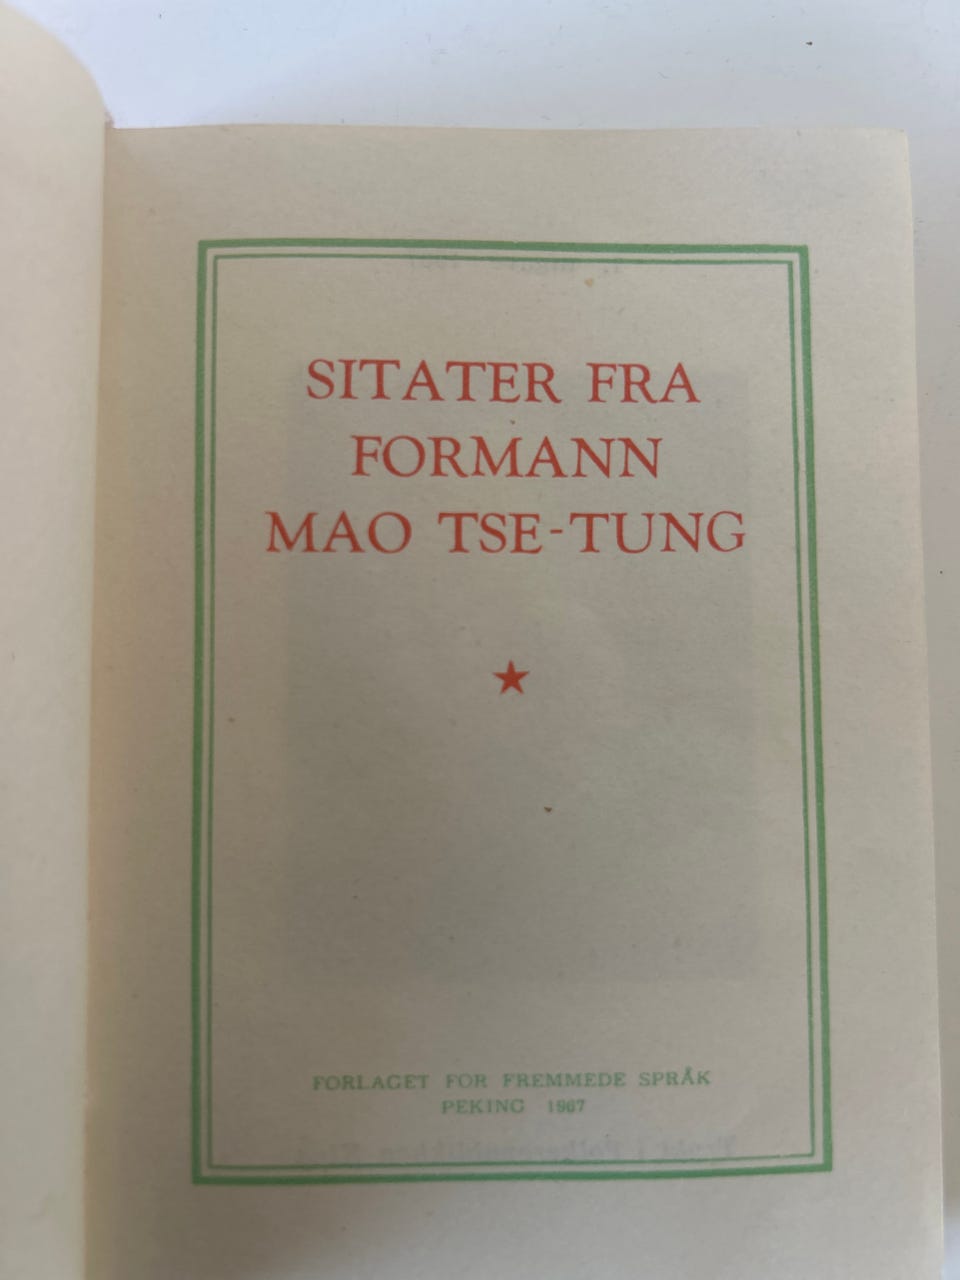 SITATER FRA
FORMANN
MAO TSE-TUNG
FORLAGET FOR FREMMEDE SPRÅK
PEKING 1967